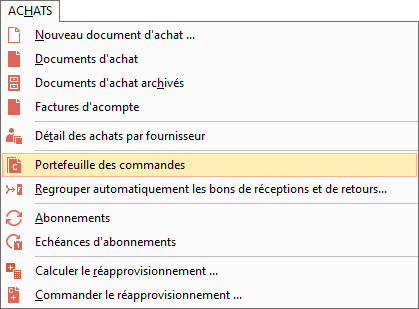 ACHATS
Nouveau document d'achat ...
Documents d'achat
Documents d'achat archivés
Factures d'acompte
Détail des achats par fournisseur
Portefeuille des commandes
Regrouper automatiquement les bons de réceptions et de retours...
Abonnements
Echéances d'abonnements
Calculer le réapprovisionnement ...
Commander le réapprovisionnement ...